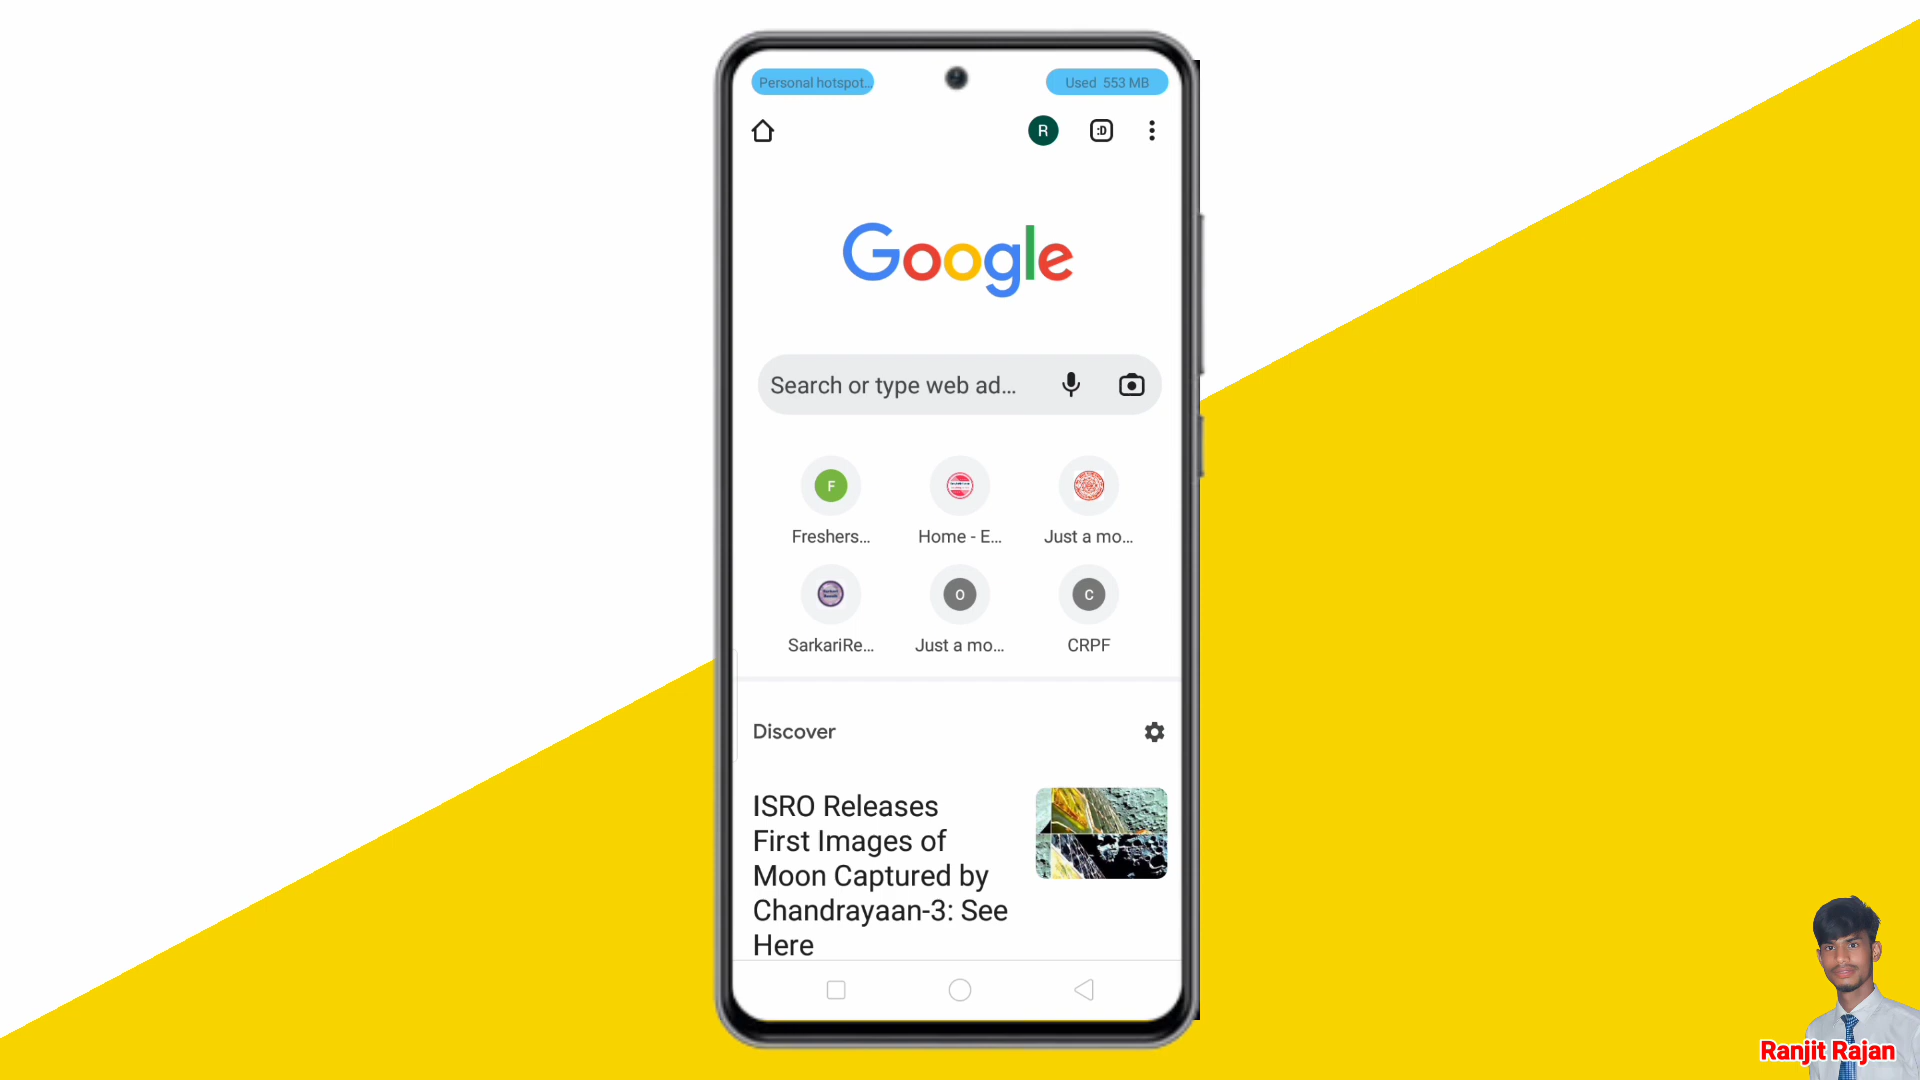 Personal hotspot...
Used 553 MB
R
:D
Google
Search or type web ad...
F
Freshers...
Home - E...
Just a mo...
SarkariRe...
O
Just a mo...
C
CRPF
Discover
ISRO Releases
First Images of
Moon Captured by
Chandrayaan-3: See
Here
Ranjit Rajan